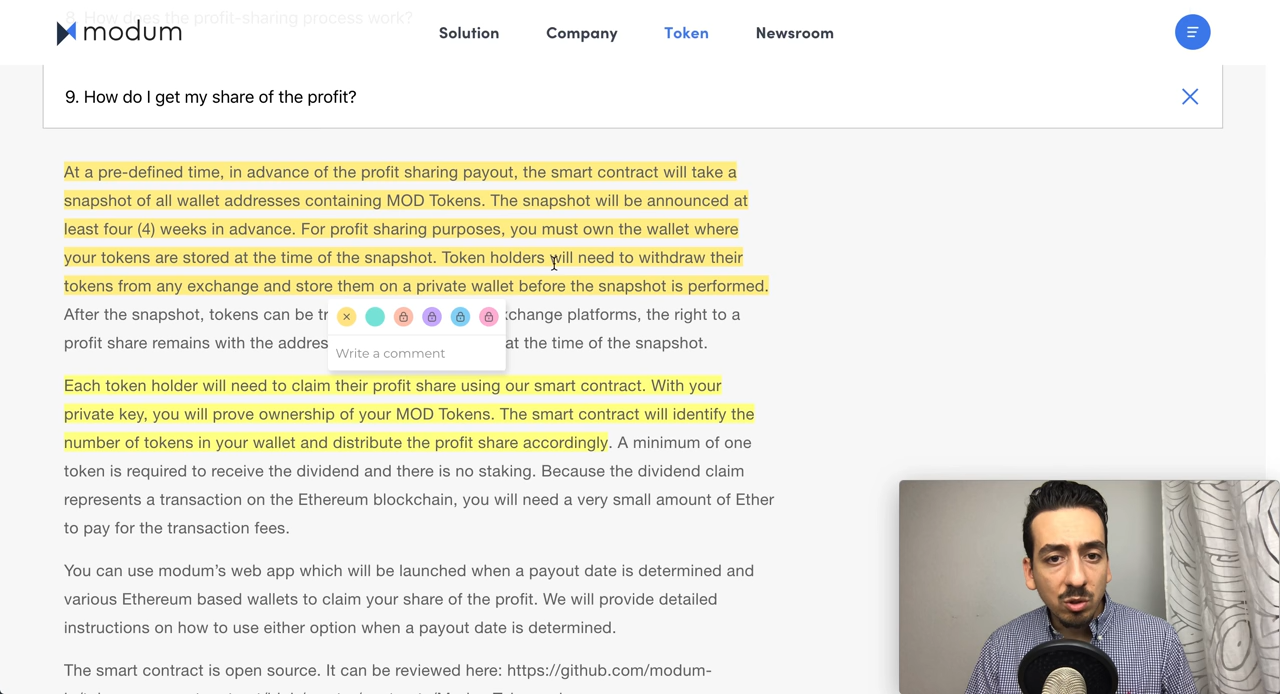 8. How does the profit-sharing process work?
modum
Solution
Company
Token
Newsroom
9. How do I get my share of the profit?
At a pre-defined time, in advance of the profit sharing payout, the smart contract will take a
snapshot of all wallet addresses containing MOD Tokens. The snapshot will be announced at
least four (4) weeks in advance. For profit sharing purposes, you must own the wallet where
your tokens are stored at the time of the snapshot. Token holders will need to withdraw their
tokens from any exchange and store them on a private wallet before the snapshot is performed.
After the snapshot, tokens can be platforms, the right to a
profit share remains with the at the time of the snapshot.
Write a comment
Each token holder will need to claim their profit share using our smart contract. With your
private key, you will prove ownership of your MOD Tokens. The smart contract will identify the
number of tokens in your wallet and distribute the profit share accordingly. A minimum of one
token is required to receive the dividend and there is no staking. Because the dividend claim
represents a transaction on the Ethereum blockchain, you will need a very small amount of Ether
to pay for the transaction fees.
You can use modum's web app which will be launched when a payout date is determined and
various Ethereum based wallets to claim your share of the profit. We will provide detailed
instructions on how to use either option when a payout date is determined.
The smart contract is open source. It can be reviewed here: https://github.com/modum-